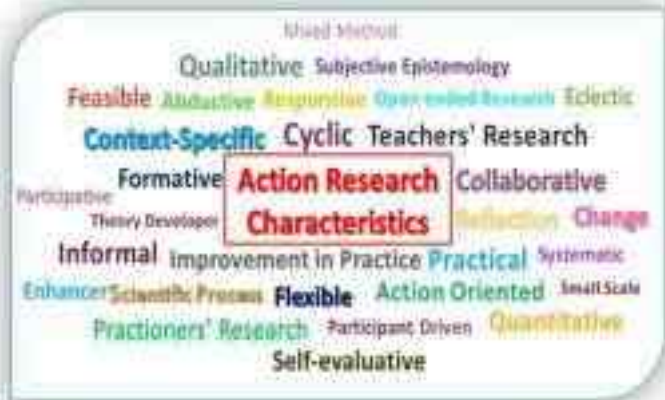 Mixed Method
Qualitative Subjective Epistemology
Feasible Abductive Responsive Open ended Research Eclectic
Context-Specific Cyclic Teachers' Research
Formative Action Research Collaborative
Participative
Theory Developer Characteristics Reflection Change
Informal Improvement in Practice Practical Systematic
Enhancer Scientific Process Flexible Action Oriented Small Scale
Practioners' Research Participant Driven Quantitative
Self-evaluative